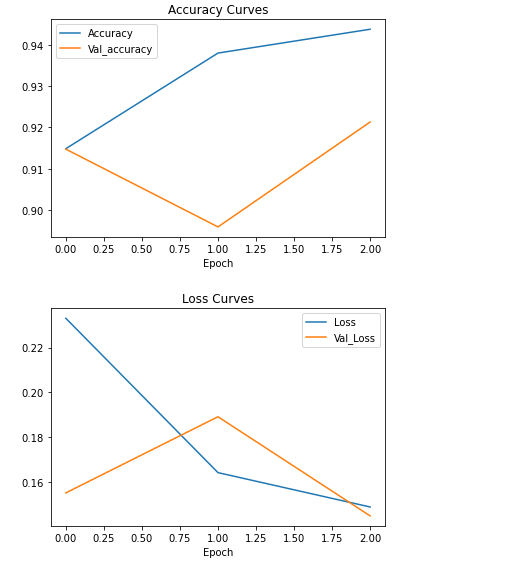 Accuracy Curves
Accuracy
Val_accuracy
0.94
0.93
0.92
0.91
0.90
0.00 0.25 0.50 0.75 1.00 1.25 1.50 1.75 2.00
Epoch
Loss Curves
Loss
Val_Loss
0.22
0.20
0.18
0.16
0.00 0.25 0.50 0.75 1.00 1.25 1.50 1.75 2.00
Epoch